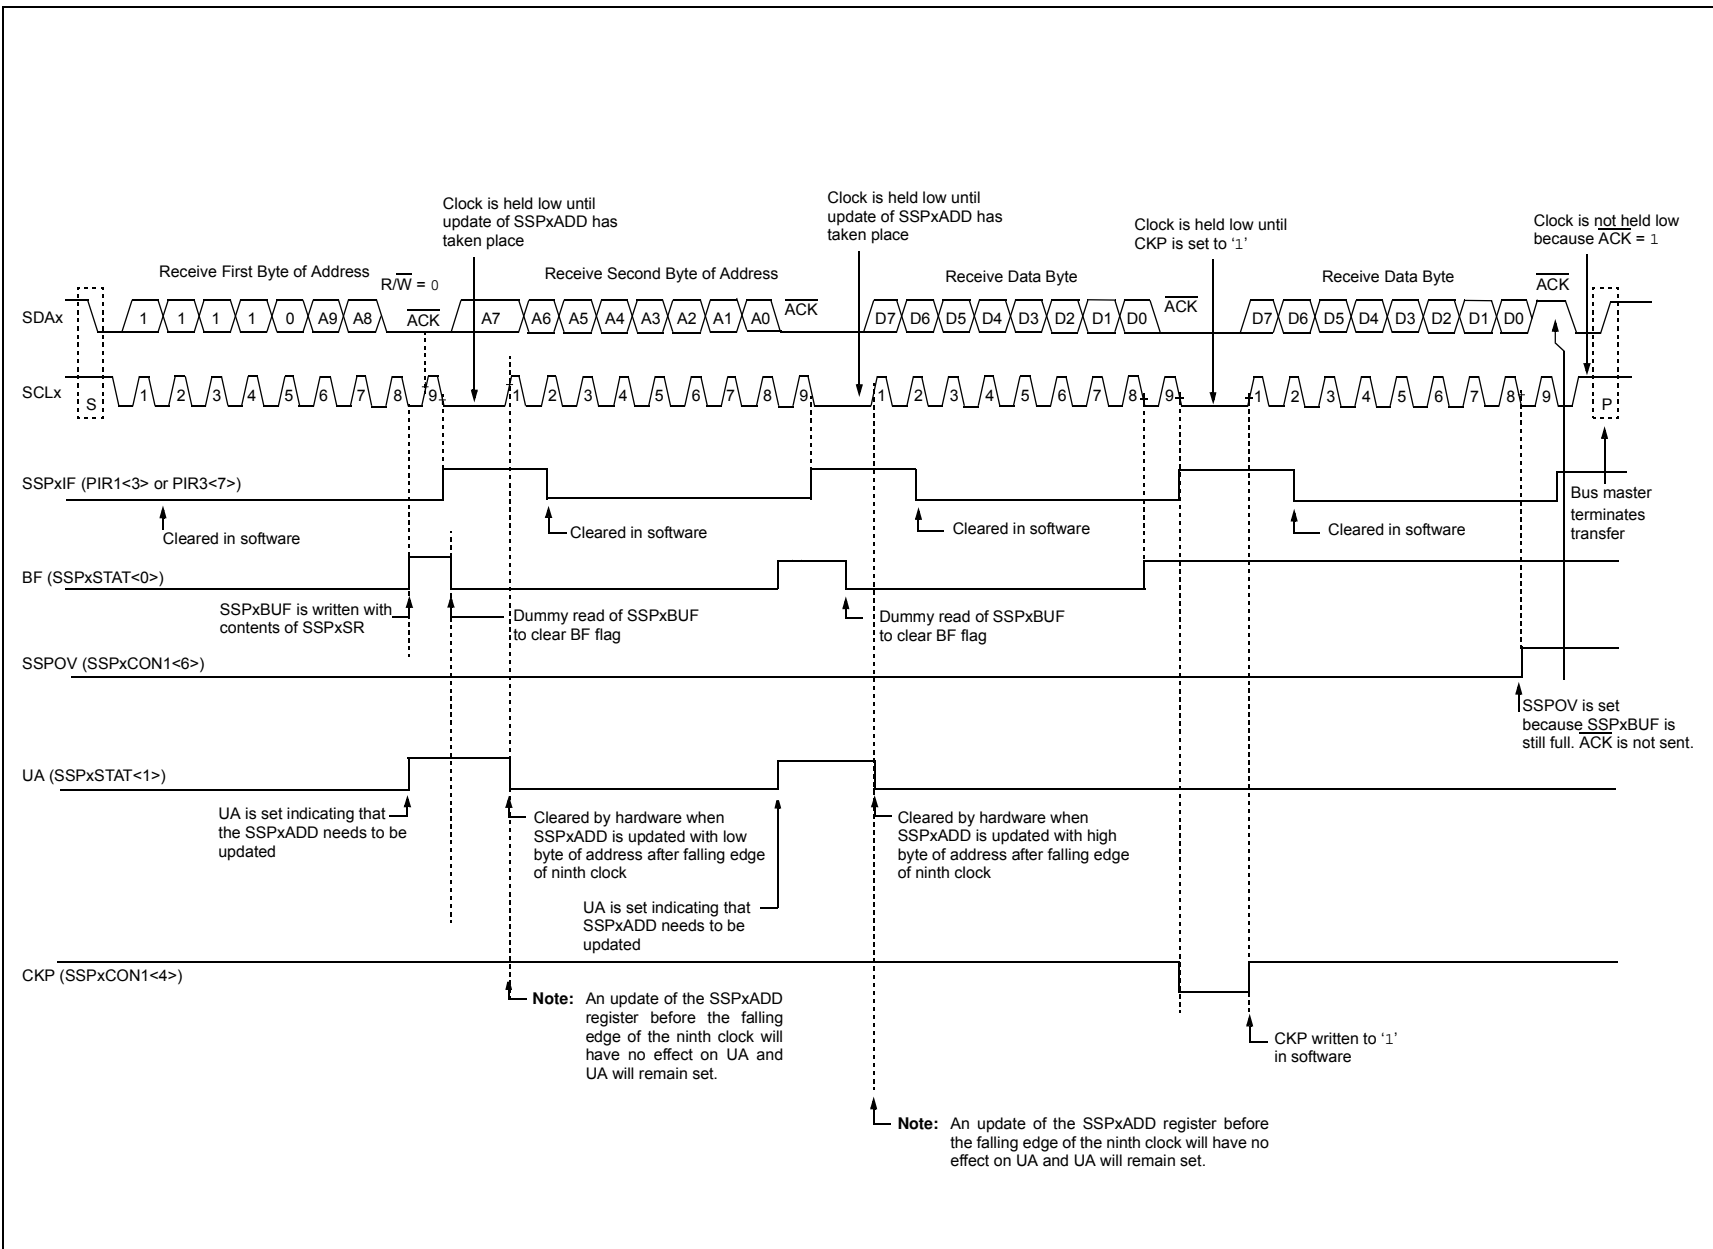 Clock is held low until
update of SSPxADD has
taken place
Clock is held low until
update of SSPxADD has
taken place
Clock is held low until
CKP is set to ‘1’
Clock is not held low
because ACK = 1
Receive First Byte of Address
R/W = 0
Receive Second Byte of Address
Receive Data Byte
Receive Data Byte
SDAx
1 1 1 1 0 A9 A8 ACK A7 A6 A5 A4 A3 A2 A1 A0 ACK D7 D6 D5 D4 D3 D2 D1 D0 ACK D7 D6 D5 D4 D3 D2 D1 D0 ACK
SCLx
S 1 2 3 4 5 6 7 8 9 1 2 3 4 5 6 7 8 9 1 2 3 4 5 6 7 8 9 1 2 3 4 5 6 7 8 9 P
SSPxIF (PIR1<3> or PIR3<7>)
Cleared in software
Cleared in software
Cleared in software
Cleared in software
Bus master
terminates
transfer
BF (SSPxSTAT<0>)
SSPxBUF is written with
contents of SSPxSR
Dummy read of SSPxBUF
to clear BF flag
Dummy read of SSPxBUF
to clear BF flag
SSPOV (SSPxCON1<6>)
SSPOV is set
because SSPxBUF is
still full. ACK is not sent.
UA (SSPxSTAT<1>)
UA is set indicating that
the SSPxADD needs to be
updated
Cleared by hardware when
SSPxADD is updated with low
byte of address after falling edge
of ninth clock
Cleared by hardware when
SSPxADD is updated with high
byte of address after falling edge
of ninth clock
UA is set indicating that
SSPxADD needs to be
updated
CKP (SSPxCON1<4>)
Note: An update of the SSPxADD
register before the falling
edge of the ninth clock will
have no effect on UA and
UA will remain set.
CKP written to ‘1’
in software
Note: An update of the SSPxADD register before
the falling edge of the ninth clock will have no
effect on UA and UA will remain set.